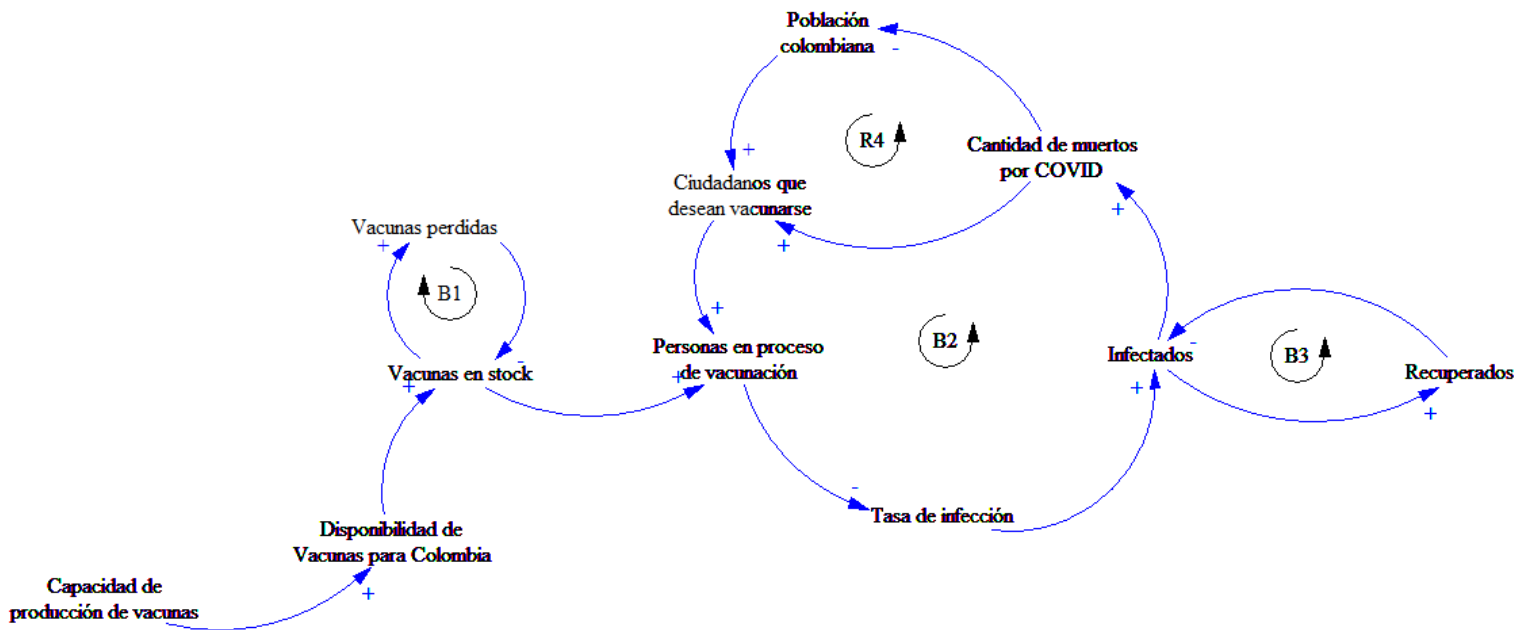 Población
colombiana
-
R4
Cantidad de muertos
por COVID
+
Ciudadanos que
desean vacunarse
+
+
Vacunas perdidas
+
B1
+
Personas en proceso
de vacunación
B2
Infectados
-
B3
Recuperados
-
Vacunas en stock
+
+
+
+
-
Tasa de infección
Disponibilidad de
Vacunas para Colombia
Capacidad de
producción de vacunas
+